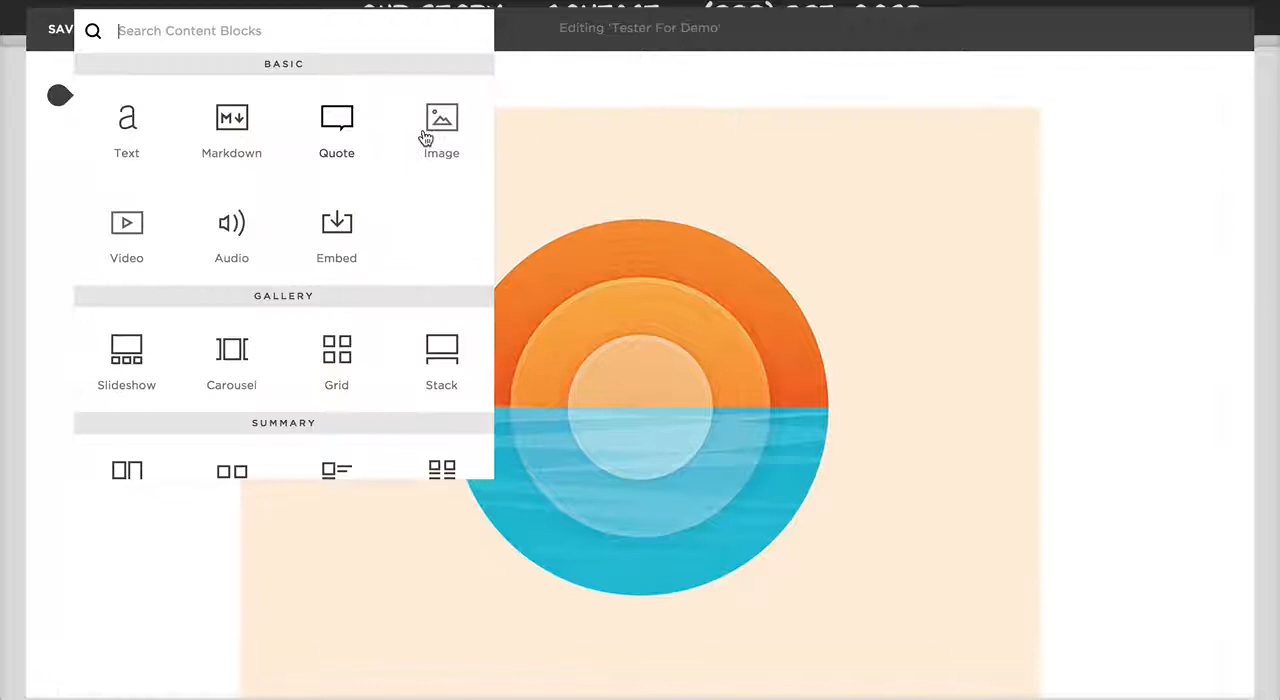 SAV
Editing 'Tester For Demo'
Search Content Blocks
BASIC
Text
Markdown
Quote
Image
Video
Audio
Embed
GALLERY
Slideshow
Carousel
Grid
Stack
SUMMARY